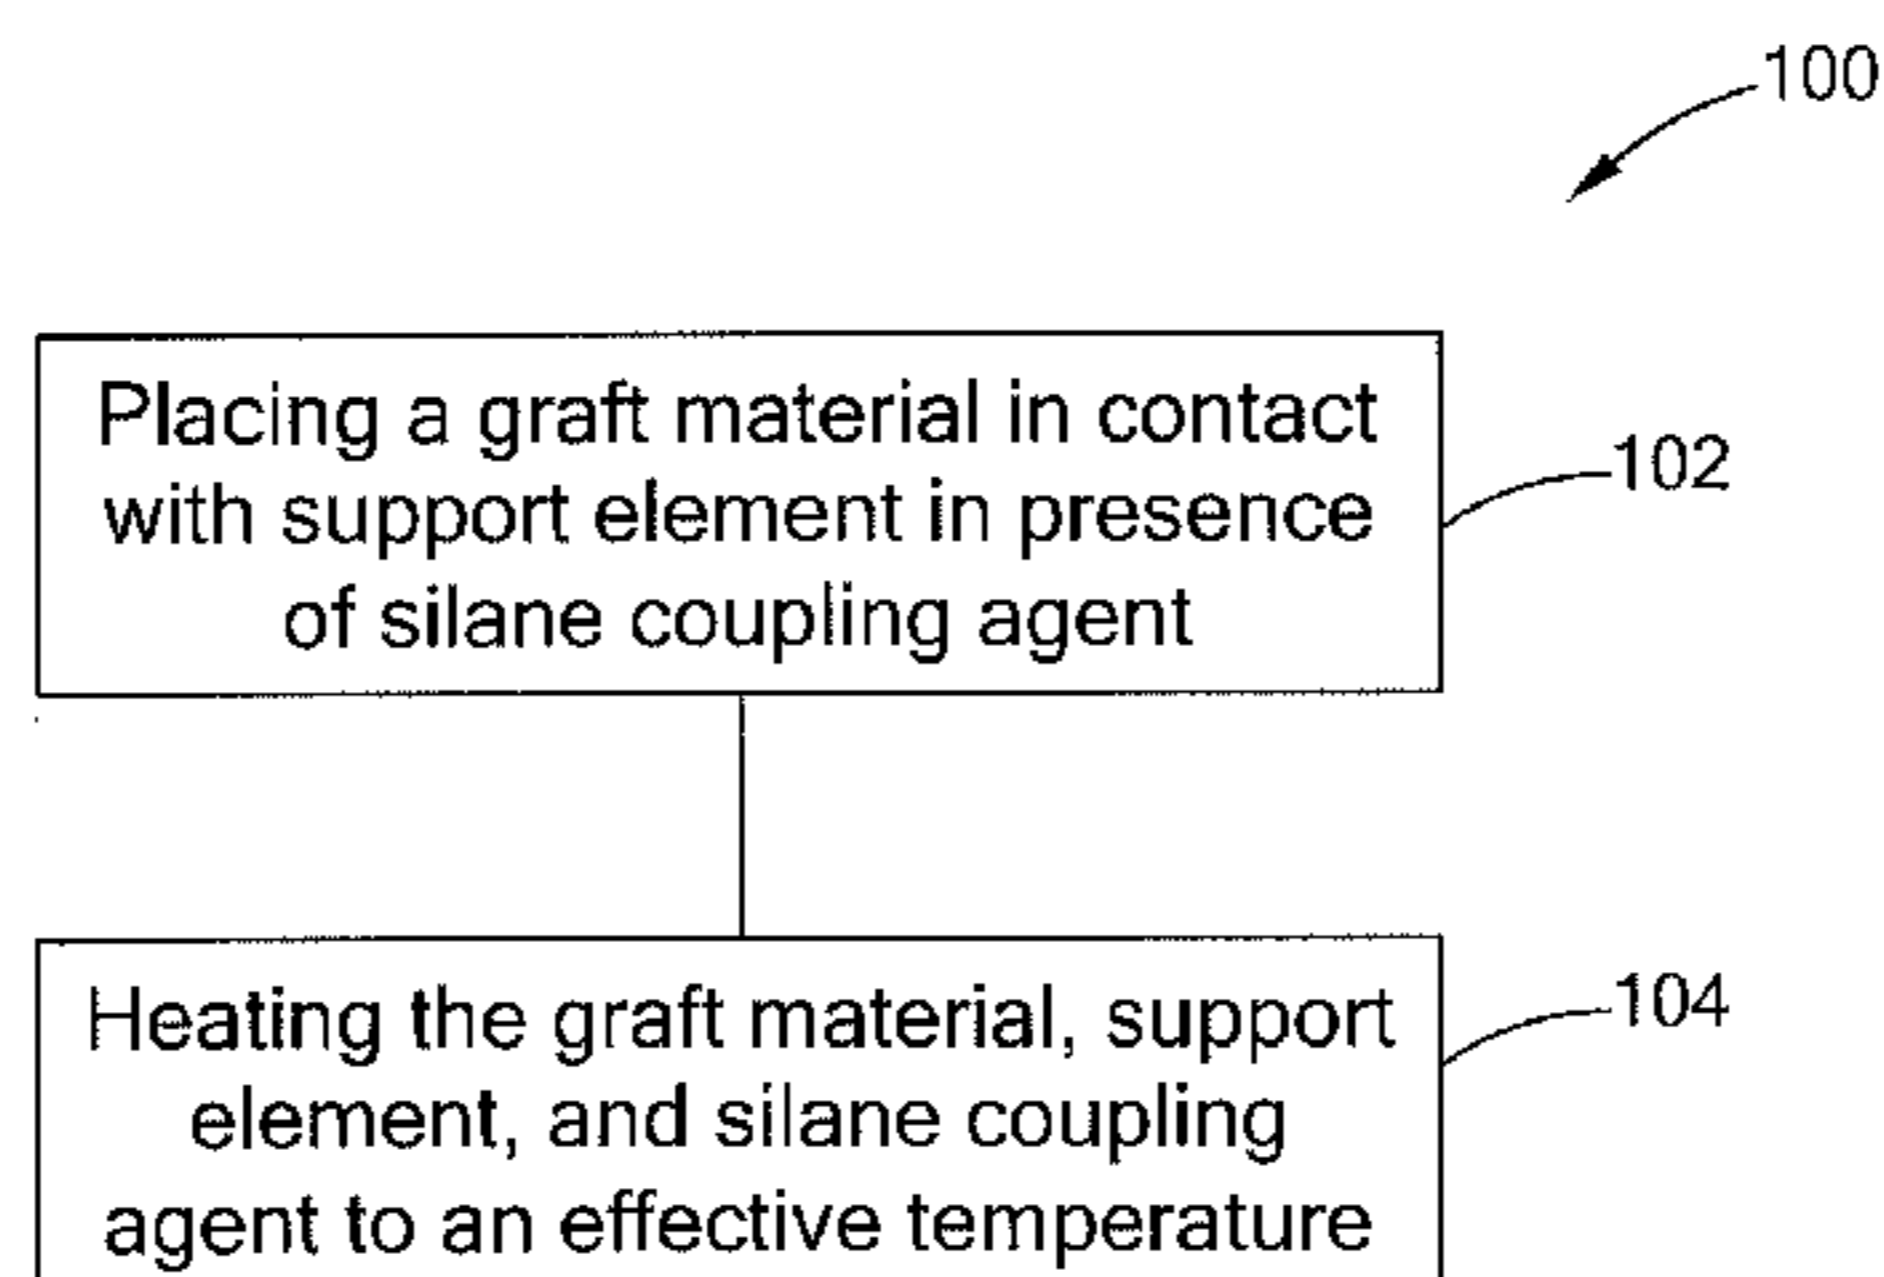 100
Placing a graft material in contact
with support element in presence
of silane coupling agent
102
Heating the graft material, support
element, and silane coupling
agent to an effective temperature
104